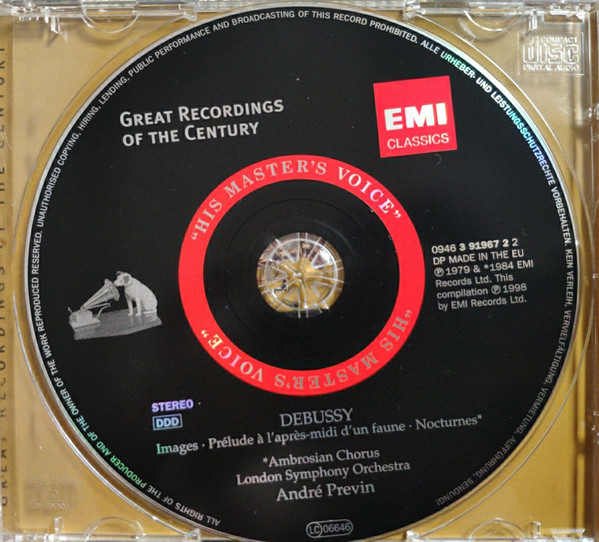 GREAT RECORDINGS
OF THE CENTURY
EMI
CLASSICS
COMPACT
disc
DIGITAL AUDIO
"HIS MASTER'S VOICE"
"HIS MASTER'S VOICE"
0946 3 91967 2 2
DP MADE IN THE EU
℗ 1979 & *1984 EMI
Records Ltd. This
compilation ℗ 1998
by EMI Records Ltd.
STEREO
DDD
DEBUSSY
Images · Prélude à l'après-midi d'un faune · Nocturnes*
*Ambrosian Chorus
London Symphony Orchestra
André Previn
LC 06646
ALL RIGHTS OF THE PRODUCER AND OF THE OWNER OF THE WORK REPRODUCED RESERVED. UNAUTHORISED COPYING, HIRING, LENDING, PUBLIC PERFORMANCE AND BROADCASTING OF THIS RECORD PROHIBITED. ALLE URHEBER- UND LEISTUNGSSCHUTZRECHTE VORBEHALTEN. KEIN VERLEIH, VERVIELFÄLTIGUNG, VERMIETUNG, AUFFÜHRUNG, SENDUNG!
GREAT RECORDINGS OF THE CENTURY